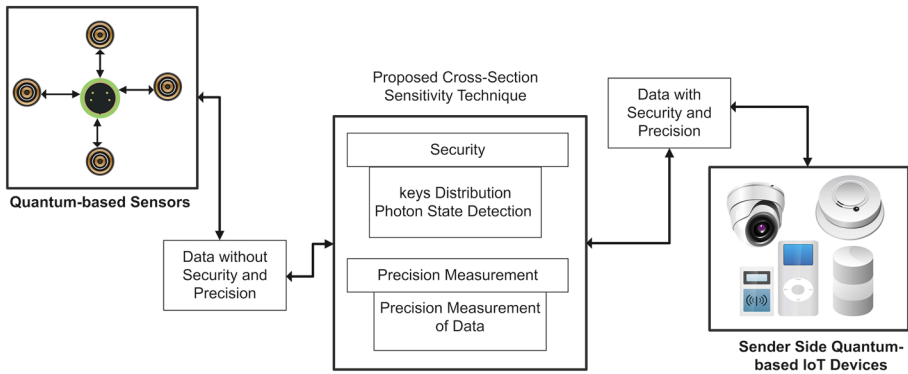 Quantum-based Sensors
Data without
Security and
Precision
Proposed Cross-Section
Sensitivity Technique
Security
keys Distribution
Photon State Detection
Precision Measurement
Precision Measurement
of Data
Data with
Security and
Precision
Sender Side Quantum-
based IoT Devices